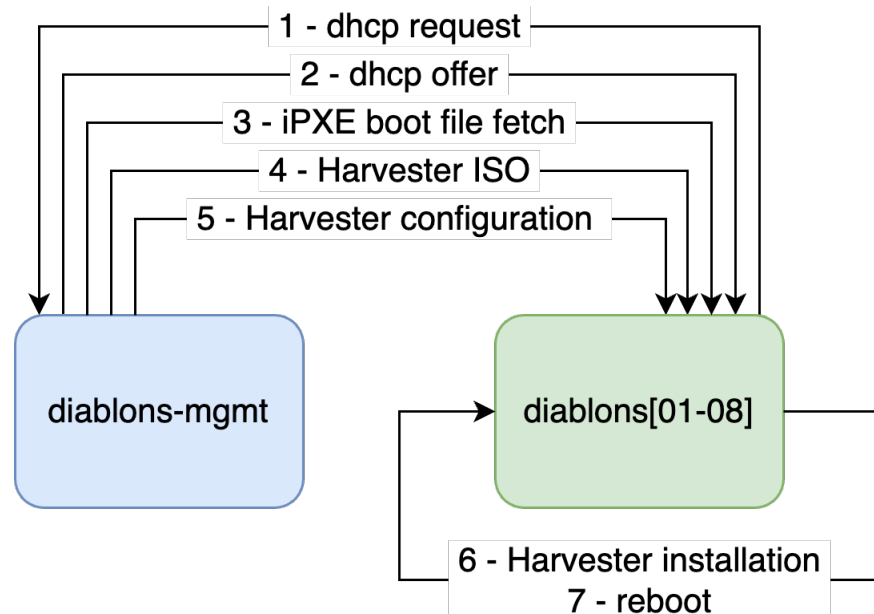 1 - dhcp request
2 - dhcp offer
3 - iPXE boot file fetch
4 - Harvester ISO
5 - Harvester configuration
diablons-mgmt
diablons[01-08]
6 - Harvester installation
7 - reboot